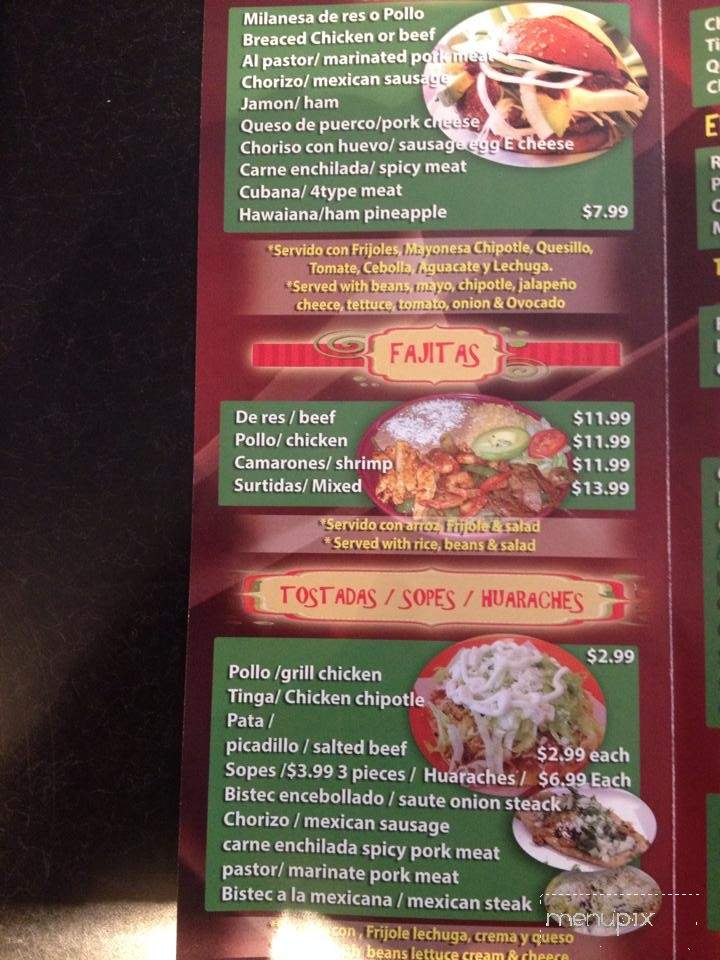 Milanesa de res o Pollo
Breaced Chicken or beef
Al pastor/ marinated pork meat
Chorizo/ mexican sausage
Jamon/ ham
Queso de puerco/pork cheese
Choriso con huevo/ sausage egg E cheese
Carne enchilada/ spicy meat
Cubana/ 4type meat
Hawaiana/ham pineapple $7.99
*Servido con Frijoles, Mayonesa Chipotle, Quesillo,
Tomate, Cebolla, Aguacate y Lechuga.
*Served with beans, mayo, chipotle, jalapeño
cheece, tettuce, tomato, onion & Ovocado
FAJITAS
De res / beef $11.99
Pollo/ chicken $11.99
Camarones/ shrimp $11.99
Surtidas/ Mixed $13.99
*Servido con arroz, Frijole & salad
* Served with rice, beans & salad
TOSTADAS / SOPES / HUARACHES
$2.99
Pollo /grill chicken
Tinga/ Chicken chipotle
Pata /
picadillo / salted beef $2.99 each
Sopes /$3.99 3 pieces / Huaraches / $6.99 Each
Bistec encebollado / saute onion steack
Chorizo / mexican sausage
carne enchilada spicy pork meat
pastor/ marinate pork meat
Bistec a la mexicana / mexican steak
con , Frijole lechuga, crema y queso
beans lettuce cream & cheece
menupix